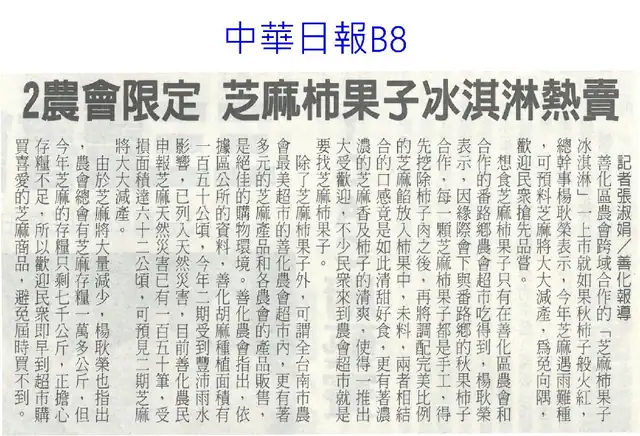 中華日報B8
2農會限定 芝麻柿果子冰淇淋熱賣
記者張淑娟／善化報導
善化區農會跨域合作的「芝麻柿果子
冰淇淋」一上市就如果秋柿子般火紅，
總幹事楊耿榮表示，今年芝麻遇雨難種
，可預料芝麻將大大減產，為免向隅，
歡迎民眾搶先品嘗。
想食芝麻柿果子只有在善化區農會和
合作的番路鄉農會超市吃得到，楊耿榮
表示，因緣際會下與番路鄉的秋果柿子
合作，每一顆芝麻柿果子都是手工，得
先挖除柿子肉之後，再將調配完美比例
的芝麻餡放入柿果中，未料，兩者相結
合的口感竟是如此清甜好食，更有著濃
濃的芝麻香及柿子的清爽，使得一推出
大受歡迎，不少民眾來到農會超市就是
要找芝麻柿果子。
除了芝麻柿果子外，可謂全台南市農
會最美超市的善化農會超市內，更有著
多元的芝麻產品和各農會的產品販售，
是絕佳的購物環境。善化農會指出，依
據區公所的資料，善化胡麻種植面積有
一百五十公頃，今年二期受到豐沛雨水
影響，已列入天然災害，目前善化農民
申報芝麻天然災害已有一百五十筆，受
損面積達六十二公頃，可預見二期芝麻
將大大減產。
由於芝麻將大量減少，楊耿榮也指出
，農會總會有芝麻存糧一萬多公斤，但
今年芝麻的存糧只剩七千公斤，正擔心
存糧不足，所以歡迎民眾即早到超市購
買喜愛的芝麻商品，避免屆時買不到。